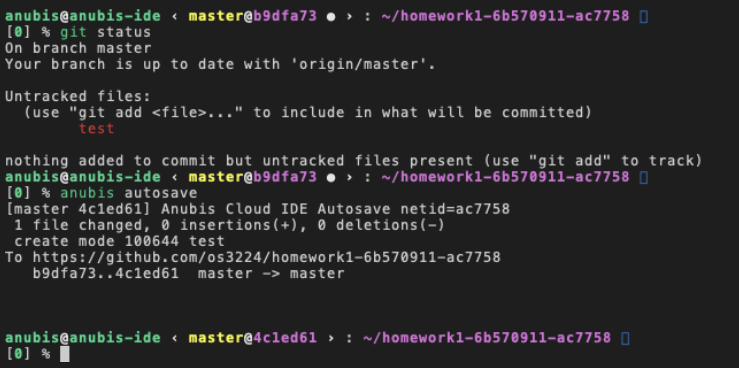 anubis@anubis-ide ‹ master@b9dfa73 ● › : ~/homework1-6b570911-ac7758
[0] % git status
On branch master
Your branch is up to date with 'origin/master'.
Untracked files:
  (use "git add <file>..." to include in what will be committed)
        test
nothing added to commit but untracked files present (use "git add" to track)
anubis@anubis-ide ‹ master@b9dfa73 ● › : ~/homework1-6b570911-ac7758
[0] % anubis autosave
[master 4c1ed61] Anubis Cloud IDE Autosave netid=ac7758
 1 file changed, 0 insertions(+), 0 deletions(-)
 create mode 100644 test
To https://github.com/os3224/homework1-6b570911-ac7758
   b9dfa73..4c1ed61  master -> master
anubis@anubis-ide ‹ master@4c1ed61 › : ~/homework1-6b570911-ac7758
[0] %